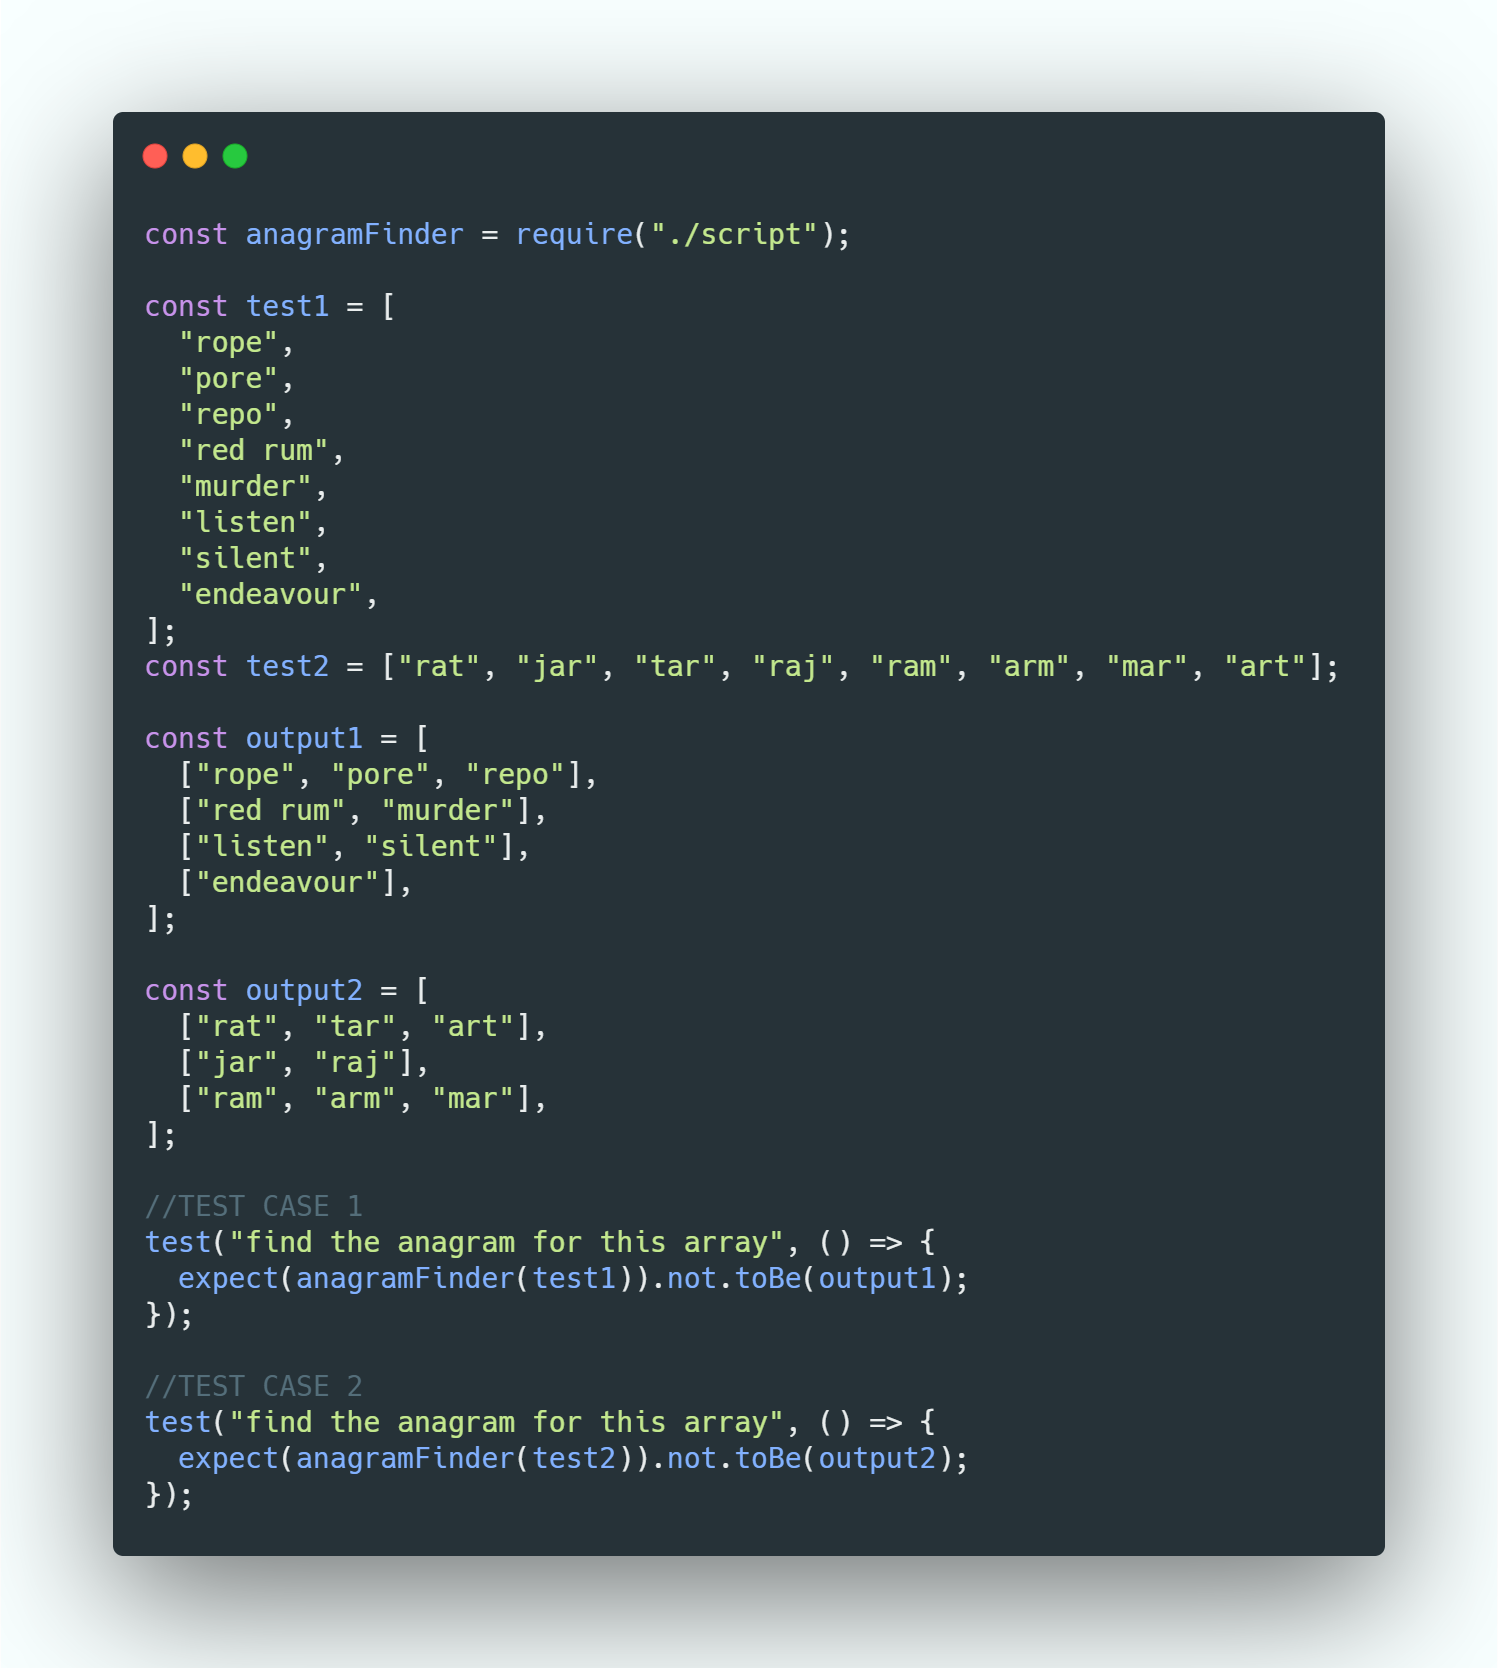 const anagramFinder = require("./script");

const test1 = [
  "rope",
  "pore",
  "repo",
  "red rum",
  "murder",
  "listen",
  "silent",
  "endeavour",
];
const test2 = ["rat", "jar", "tar", "raj", "ram", "arm", "mar", "art"];

const output1 = [
  ["rope", "pore", "repo"],
  ["red rum", "murder"],
  ["listen", "silent"],
  ["endeavour"],
];

const output2 = [
  ["rat", "tar", "art"],
  ["jar", "raj"],
  ["ram", "arm", "mar"],
];

//TEST CASE 1
test("find the anagram for this array", () => {
  expect(anagramFinder(test1)).not.toBe(output1);
});

//TEST CASE 2
test("find the anagram for this array", () => {
  expect(anagramFinder(test2)).not.toBe(output2);
});